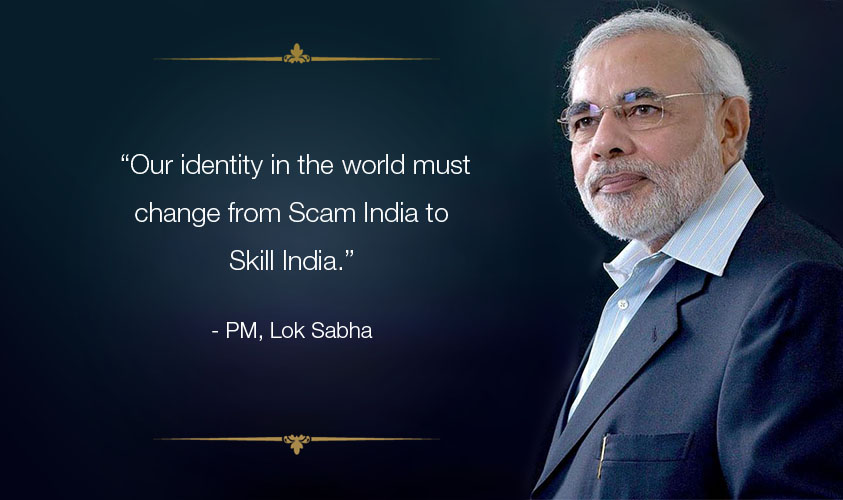 “Our identity in the world must
change from Scam India to
Skill India.”
- PM, Lok Sabha